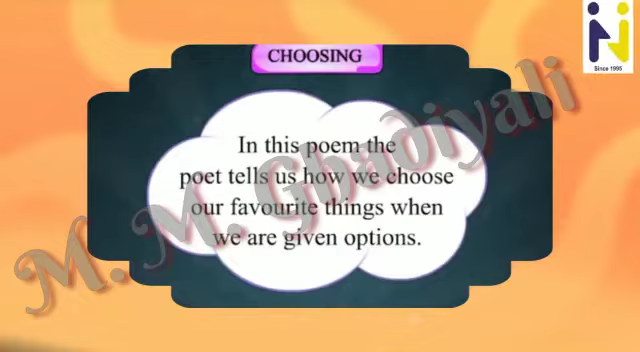 Since 1995
CHOOSING
In this poem the
poet tells us how we choose
our favourite things when
we are given options.
M. M. Gbadiyali